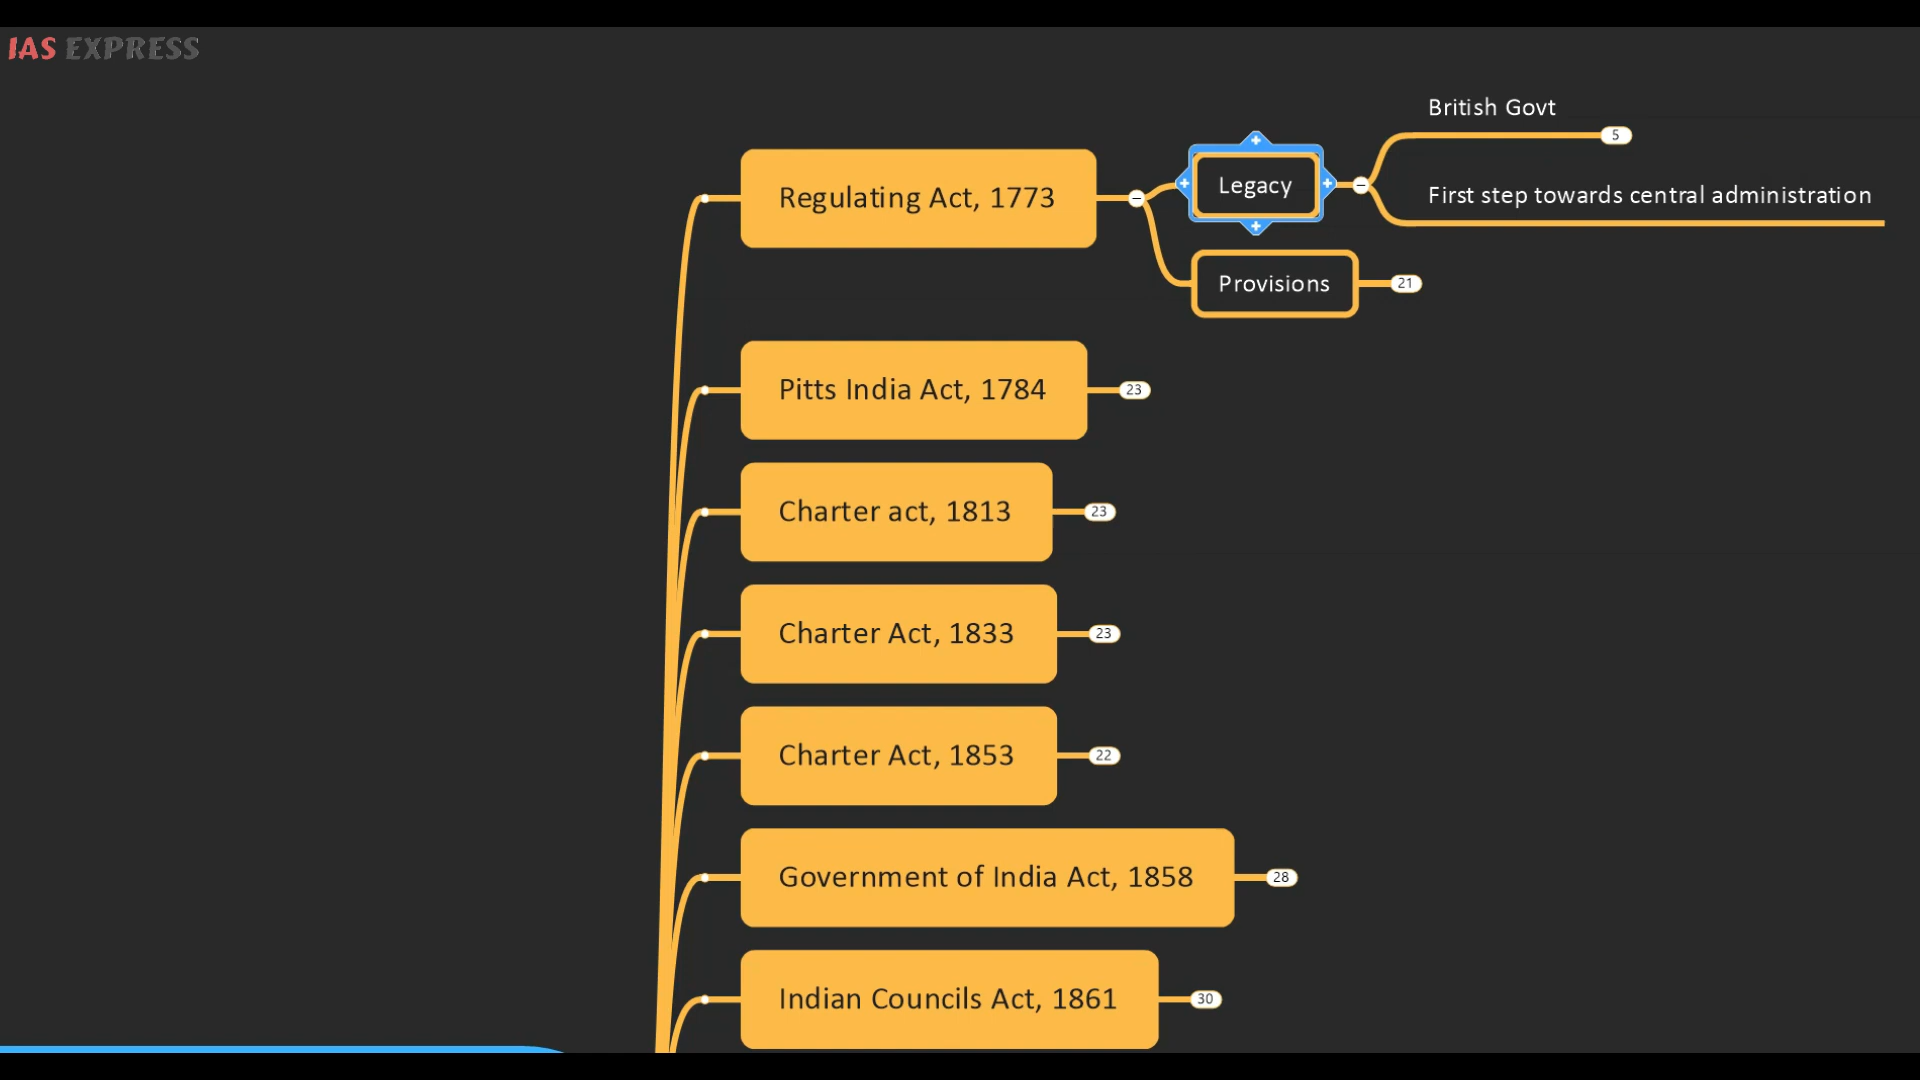 IAS EXPRESS
British Govt
5
Regulating Act, 1773
Legacy
First step towards central administration
Provisions
21
Pitts India Act, 1784
23
Charter act, 1813
23
Charter Act, 1833
23
Charter Act, 1853
22
Government of India Act, 1858
28
Indian Councils Act, 1861
30